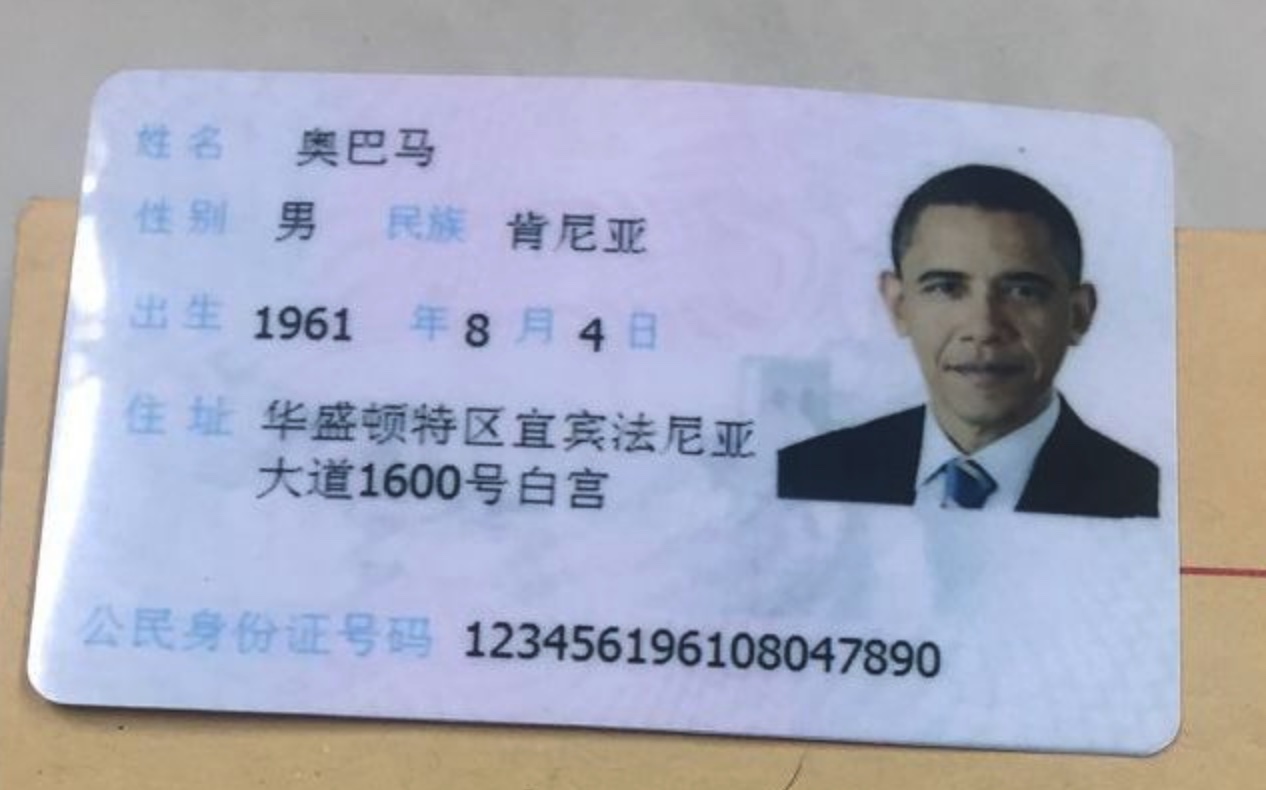 姓名 奥巴马
性别 男 民族 肯尼亚
出生 1961 年 8 月 4 日
住址 华盛顿特区宜宾法尼亚
大道1600号白宫
公民身份证号码 123456196108047890